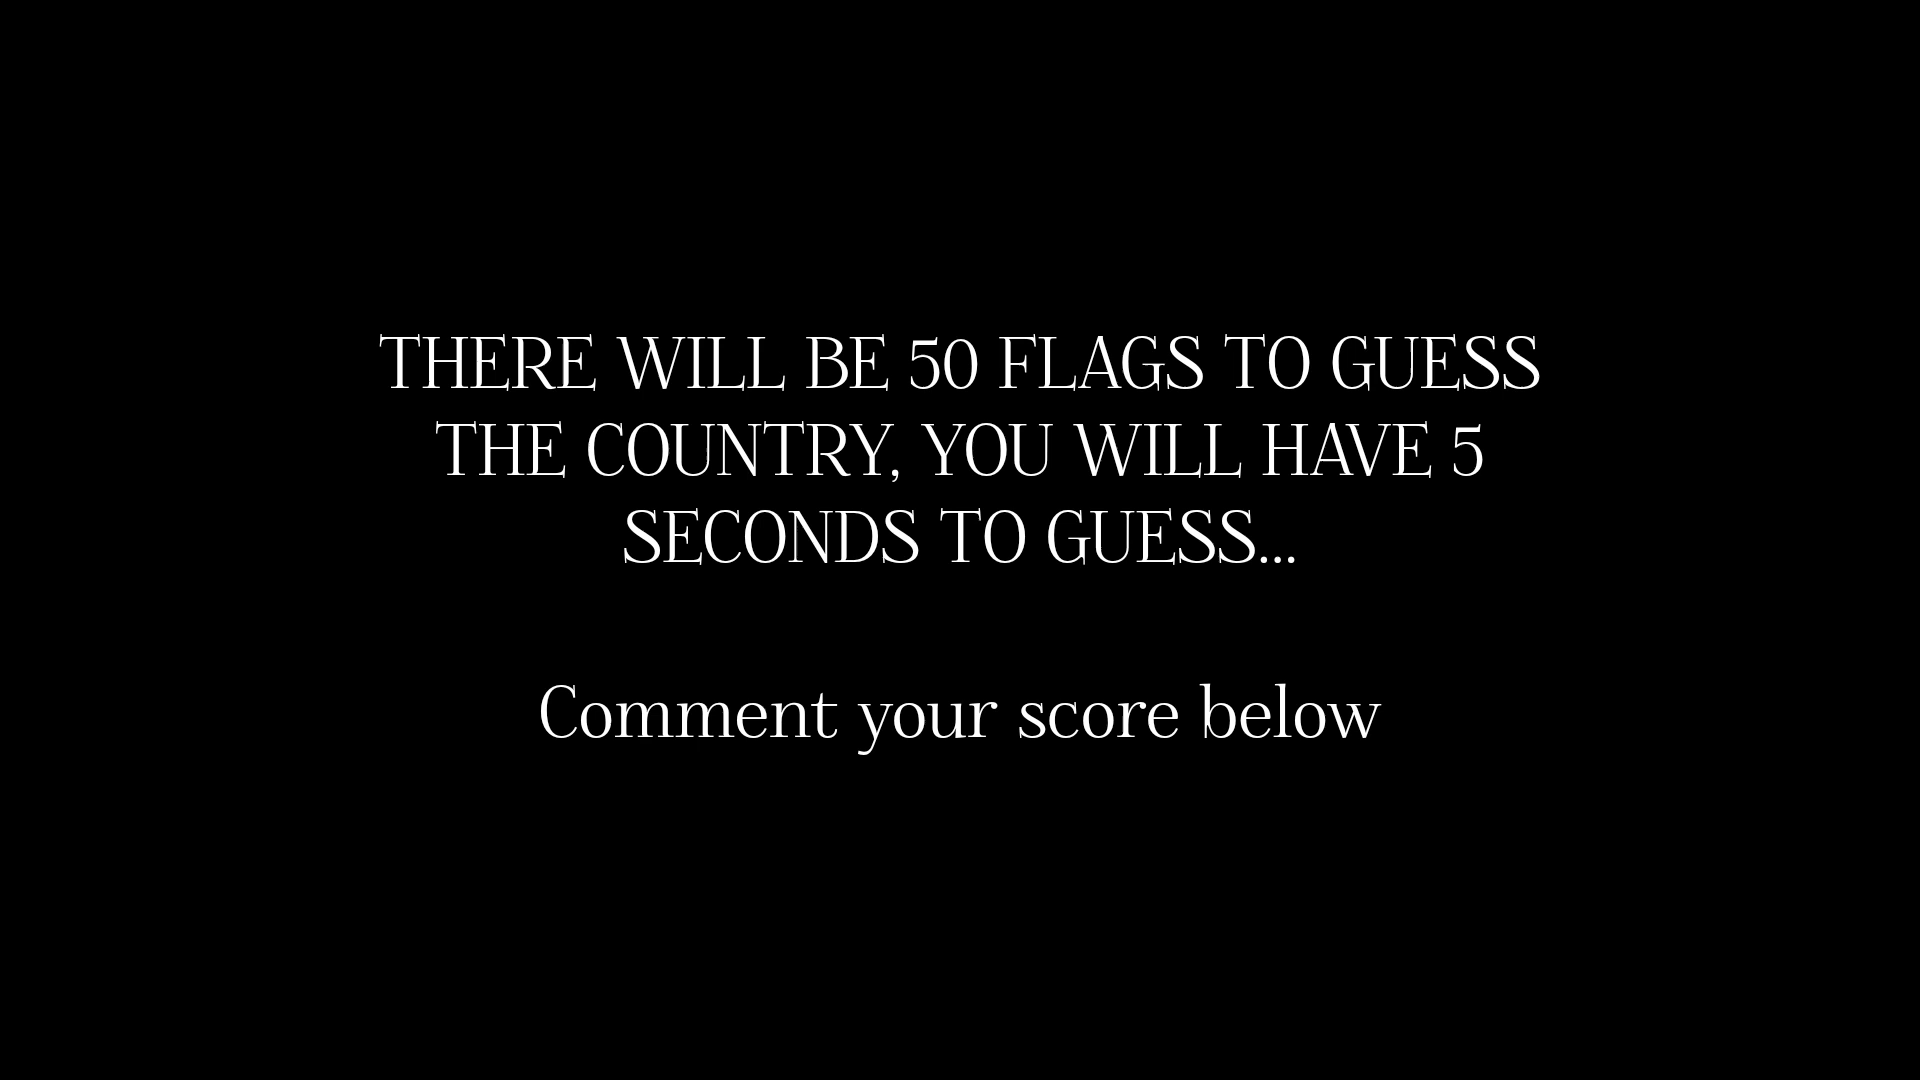 THERE WILL BE 50 FLAGS TO GUESS
THE COUNTRY, YOU WILL HAVE 5
SECONDS TO GUESS...
Comment your score below